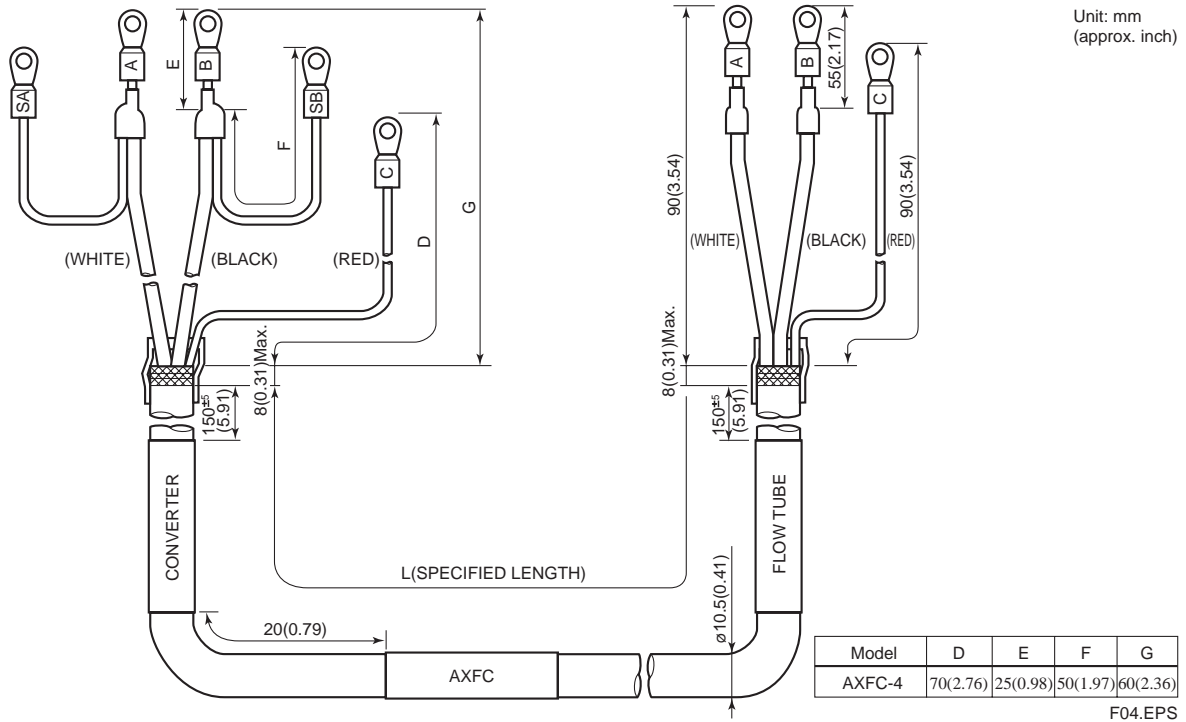 Unit: mm
(approx. inch)
SA
A
E
B
SB
F
C
D
G
(WHITE)
(BLACK)
(RED)
8(0.31)Max.
150±5
(5.91)
CONVERTER
A
B
55(2.17)
C
90(3.54)
90(3.54)
(WHITE)
(BLACK)
(RED)
8(0.31)Max.
150±5
(5.91)
FLOW TUBE
L(SPECIFIED LENGTH)
20(0.79)
ø10.5(0.41)
AXFC
Model D E F G
AXFC-4 70(2.76) 25(0.98) 50(1.97) 60(2.36)
F04.EPS